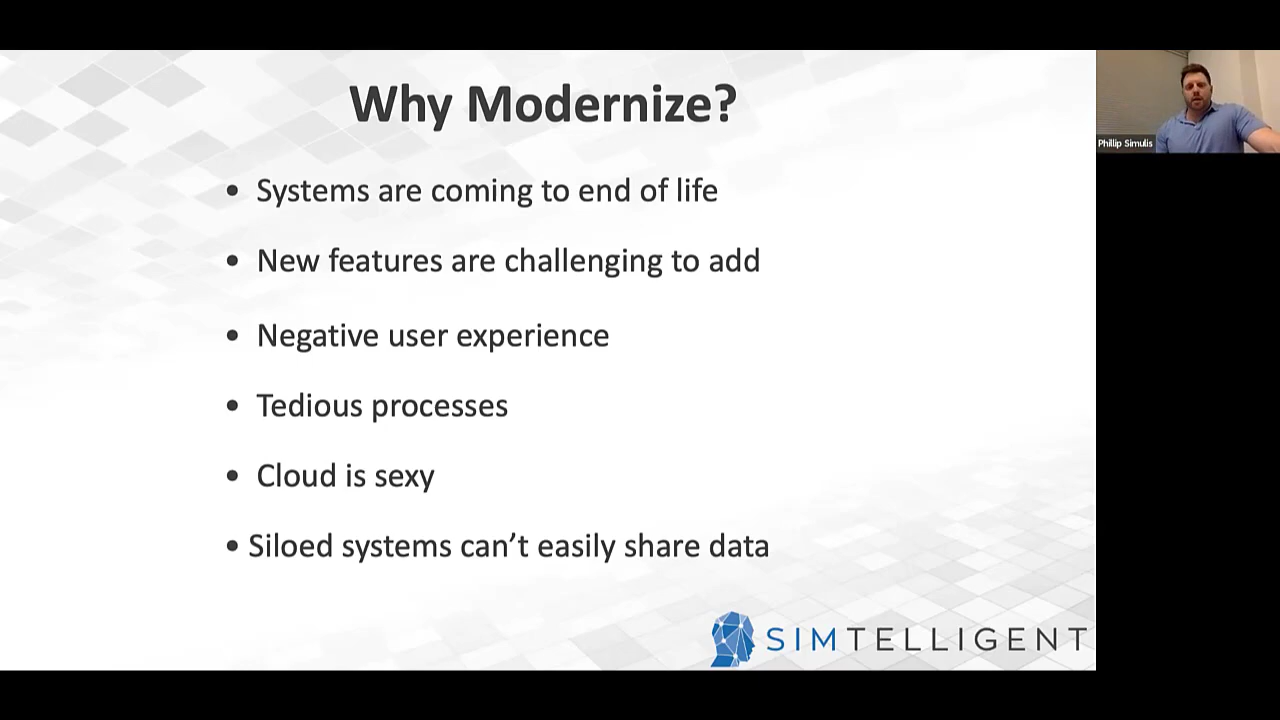 Why Modernize?
• Systems are coming to end of life
• New features are challenging to add
• Negative user experience
• Tedious processes
• Cloud is sexy
• Siloed systems can’t easily share data
SIMTELLIGENT
Phillip Simulis